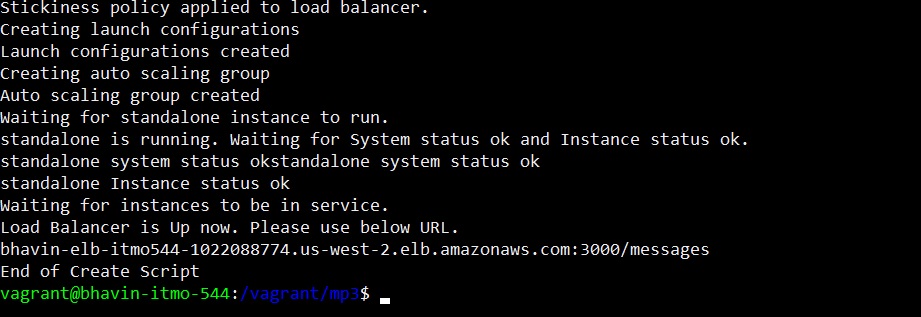 Stickiness policy applied to load balancer.
Creating launch configurations
Launch configurations created
Creating auto scaling group
Auto scaling group created
Waiting for standalone instance to run.
standalone is running. Waiting for System status ok and Instance status ok.
standalone system status okstandalone system status ok
standalone Instance status ok
Waiting for instances to be in service.
Load Balancer is Up now. Please use below URL.
bhavin-elb-itmo544-1022088774.us-west-2.elb.amazonaws.com:3000/messages
End of Create Script
vagrant@bhavin-itmo-544:/vagrant/mp3$